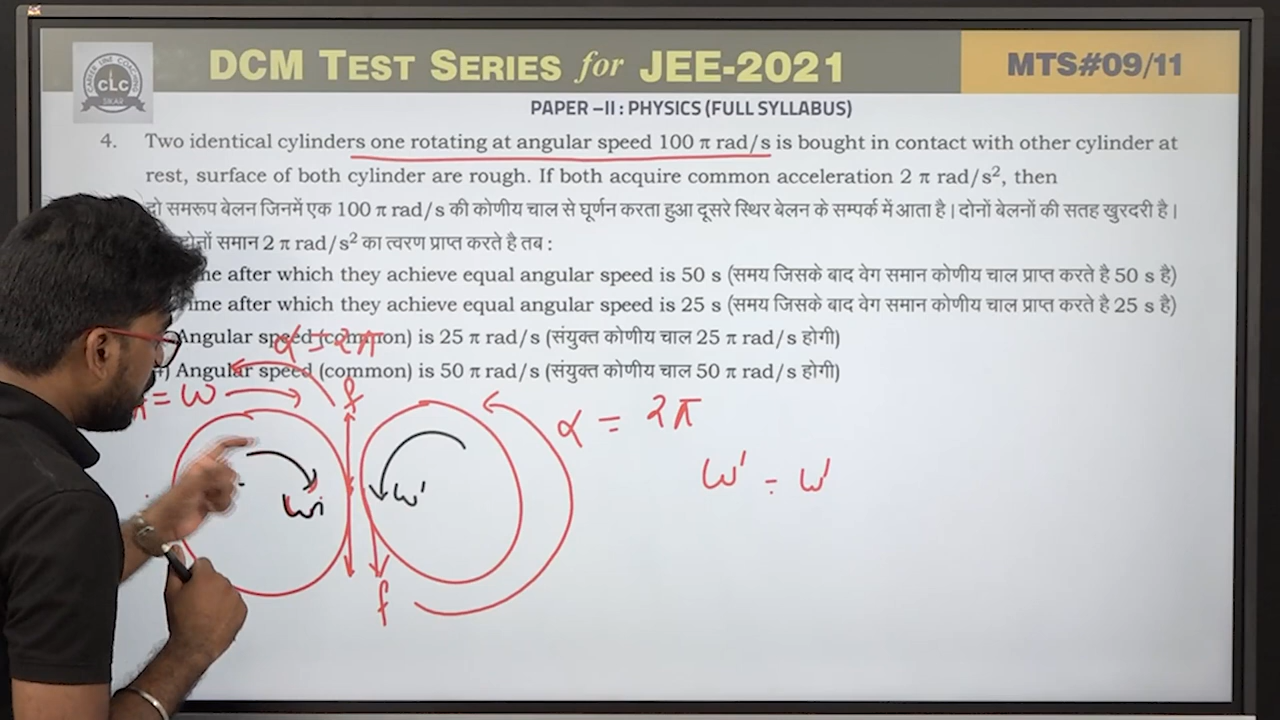 CAREER LINE COACHING
CLC
SIKAR
DCM TEST SERIES for JEE-2021
MTS#09/11
PAPER –II : PHYSICS (FULL SYLLABUS)
4. Two identical cylinders one rotating at angular speed 100 π rad/s is bought in contact with other cylinder at
rest, surface of both cylinder are rough. If both acquire common acceleration 2 π rad/s², then
दो समरूप बेलन जिनमें एक 100 π rad/s की कोणीय चाल से घूर्णन करता हुआ दूसरे स्थिर बेलन के सम्पर्क में आता है। दोनों बेलनों की सतह खुरदरी है।
दोनों समान 2 π rad/s² का त्वरण प्राप्त करते है तब :
after which they achieve equal angular speed is 50 s (समय जिसके बाद वेग समान कोणीय चाल प्राप्त करते है 50 s है)
after which they achieve equal angular speed is 25 s (समय जिसके बाद वेग समान कोणीय चाल प्राप्त करते है 25 s है)
Angular speed (common) is 25 π rad/s (संयुक्त कोणीय चाल 25 π rad/s होगी)
Angular speed (common) is 50 π rad/s (संयुक्त कोणीय चाल 50 π rad/s होगी)
α = 2π
= ω
f
α = 2π
ω' = ω'
ωi
ω'
f